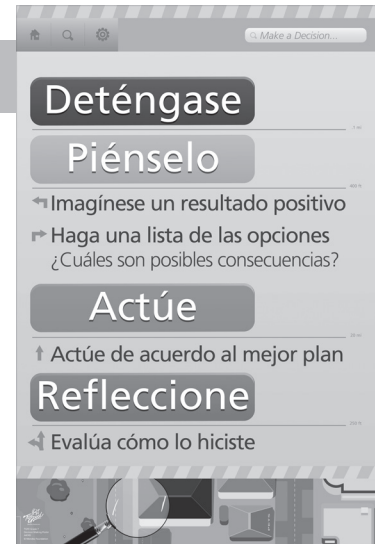 Make a Decision...
Deténgase
Piénselo
Imagínese un resultado positivo
Haga una lista de las opciones
¿Cuáles son posibles consecuencias?
Actúe
Actúe de acuerdo al mejor plan
Refleccione
Evalúa cómo lo hiciste